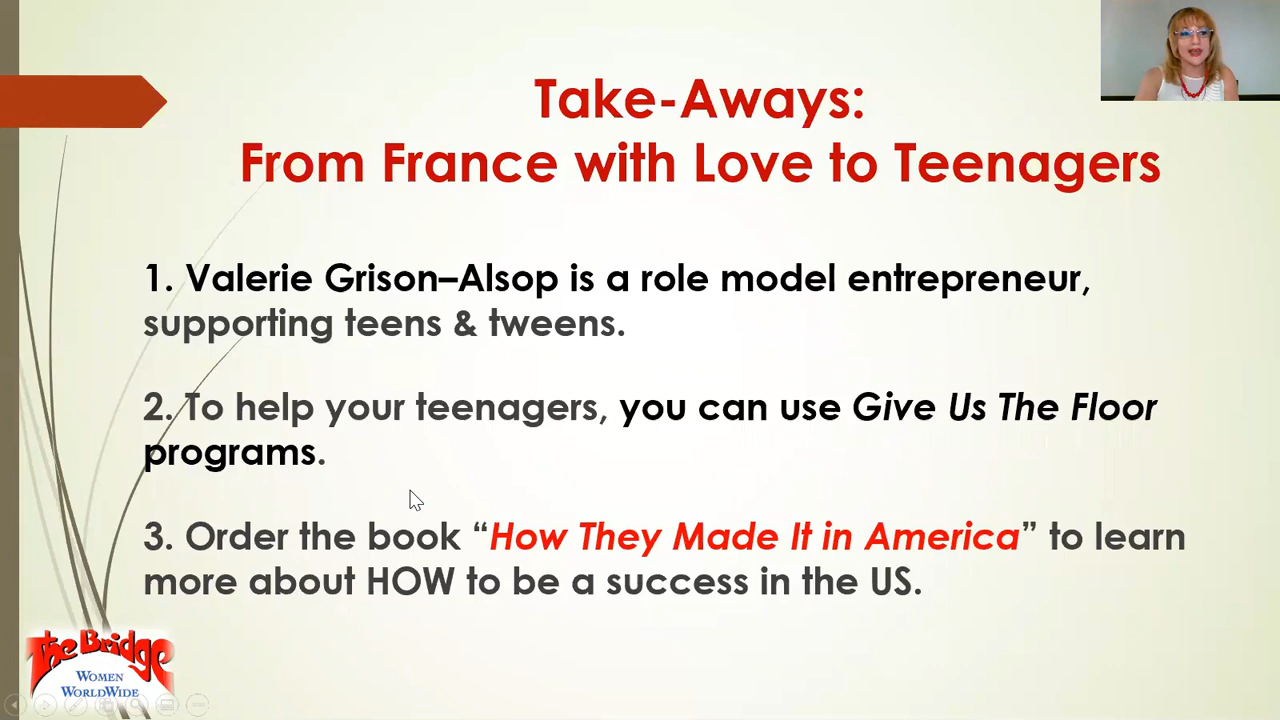 Take-Aways:
From France with Love to Teenagers
1. Valerie Grison–Alsop is a role model entrepreneur,
supporting teens & tweens.
2. To help your teenagers, you can use Give Us The Floor
programs.
3. Order the book “How They Made It in America” to learn
more about HOW to be a success in the US.
The Bridge
WOMEN
WORLDWIDE